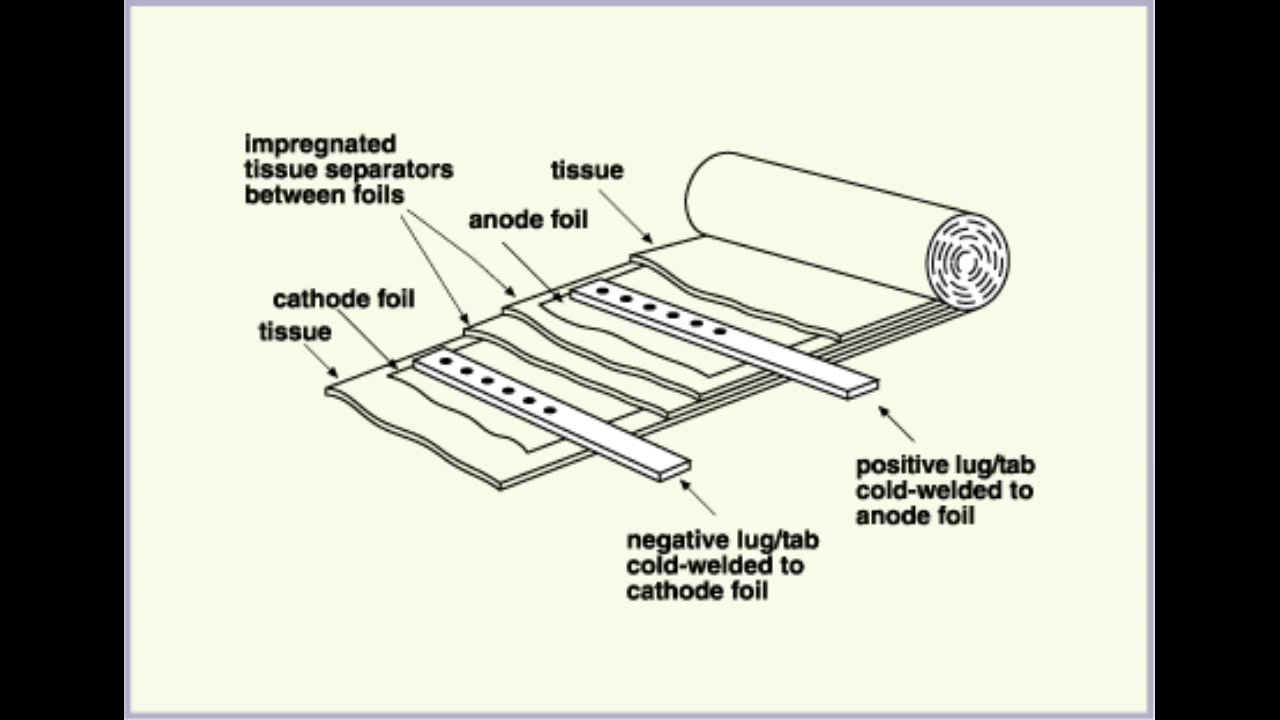 impregnated
tissue separators
between foils
tissue
anode foil
cathode foil
tissue
positive lug/tab
cold-welded to
anode foil
negative lug/tab
cold-welded to
cathode foil